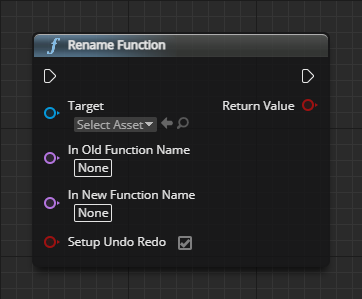 Rename Function
Target
Return Value
Select Asset
In Old Function Name
None
In New Function Name
None
Setup Undo Redo